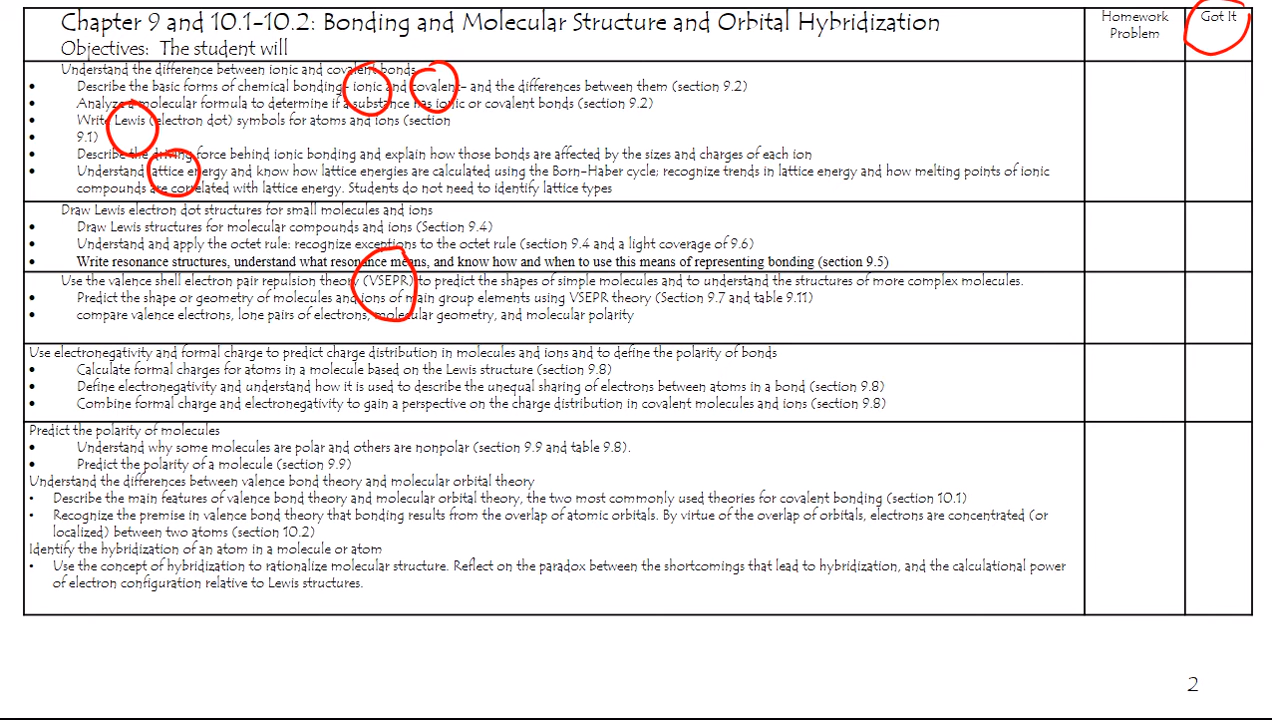 Chapter 9 and 10.1-10.2: Bonding and Molecular Structure and Orbital Hybridization
Objectives: The student will
Homework
Problem
Got It
Understand the difference between ionic and covalent bonds
• Describe the basic forms of chemical bonding- ionic and covalent- and the differences between them (section 9.2)
• Analyze a molecular formula to determine if a substance has ionic or covalent bonds (section 9.2)
• Write Lewis (electron dot) symbols for atoms and ions (section
• 9.1)
• Describe the driving force behind ionic bonding and explain how those bonds are affected by the sizes and charges of each ion
• Understand lattice energy and know how lattice energies are calculated using the Born-Haber cycle; recognize trends in lattice energy and how melting points of ionic
compounds are correlated with lattice energy. Students do not need to identify lattice types
Draw Lewis electron dot structures for small molecules and ions
• Draw Lewis structures for molecular compounds and ions (Section 9.4)
• Understand and apply the octet rule: recognize exceptions to the octet rule (section 9.4 and a light coverage of 9.6)
• Write resonance structures, understand what resonance means, and know how and when to use this means of representing bonding (section 9.5)
Use the valence shell electron pair repulsion theory (VSEPR) to predict the shapes of simple molecules and to understand the structures of more complex molecules.
• Predict the shape or geometry of molecules and ions of main group elements using VSEPR theory (Section 9.7 and table 9.11)
• compare valence electrons, lone pairs of electrons, molecular geometry, and molecular polarity
Use electronegativity and formal charge to predict charge distribution in molecules and ions and to define the polarity of bonds
• Calculate formal charges for atoms in a molecule based on the Lewis structure (section 9.8)
• Define electronegativity and understand how it is used to describe the unequal sharing of electrons between atoms in a bond (section 9.8)
• Combine formal charge and electronegativity to gain a perspective on the charge distribution in covalent molecules and ions (section 9.8)
Predict the polarity of molecules
• Understand why some molecules are polar and others are nonpolar (section 9.9 and table 9.8).
• Predict the polarity of a molecule (section 9.9)
Understand the differences between valence bond theory and molecular orbital theory
• Describe the main features of valence bond theory and molecular orbital theory, the two most commonly used theories for covalent bonding (section 10.1)
• Recognize the premise in valence bond theory that bonding results from the overlap of atomic orbitals. By virtue of the overlap of orbitals, electrons are concentrated (or
localized) between two atoms (section 10.2)
Identify the hybridization of an atom in a molecule or atom
• Use the concept of hybridization to rationalize molecular structure. Reflect on the paradox between the shortcomings that lead to hybridization, and the calculational power
of electron configuration relative to Lewis structures.
2